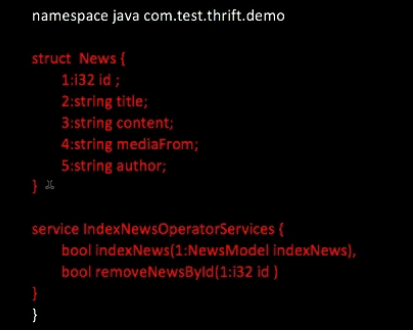 namespace java com.test.thrift.demo
struct News {
1:i32 id ;
2:string title;
3:string content;
4:string mediaFrom;
5:string author;
}
service IndexNewsOperatorServices {
bool indexNews(1:NewsModel indexNews),
bool removeNewsById(1:i32 id )
}
}